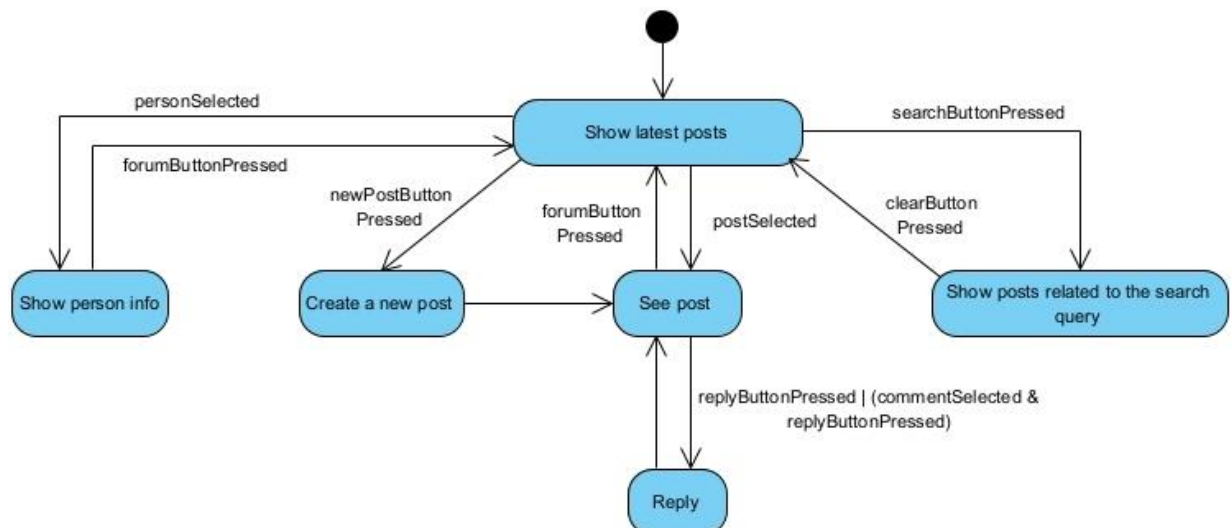 personSelected
Show latest posts
searchButtonPressed
forumButtonPressed
newPostButton
Pressed
forumButton
Pressed
postSelected
clearButton
Pressed
Show person info
Create a new post
See post
Show posts related to the search
query
replyButtonPressed | (commentSelected &
replyButtonPressed)
Reply